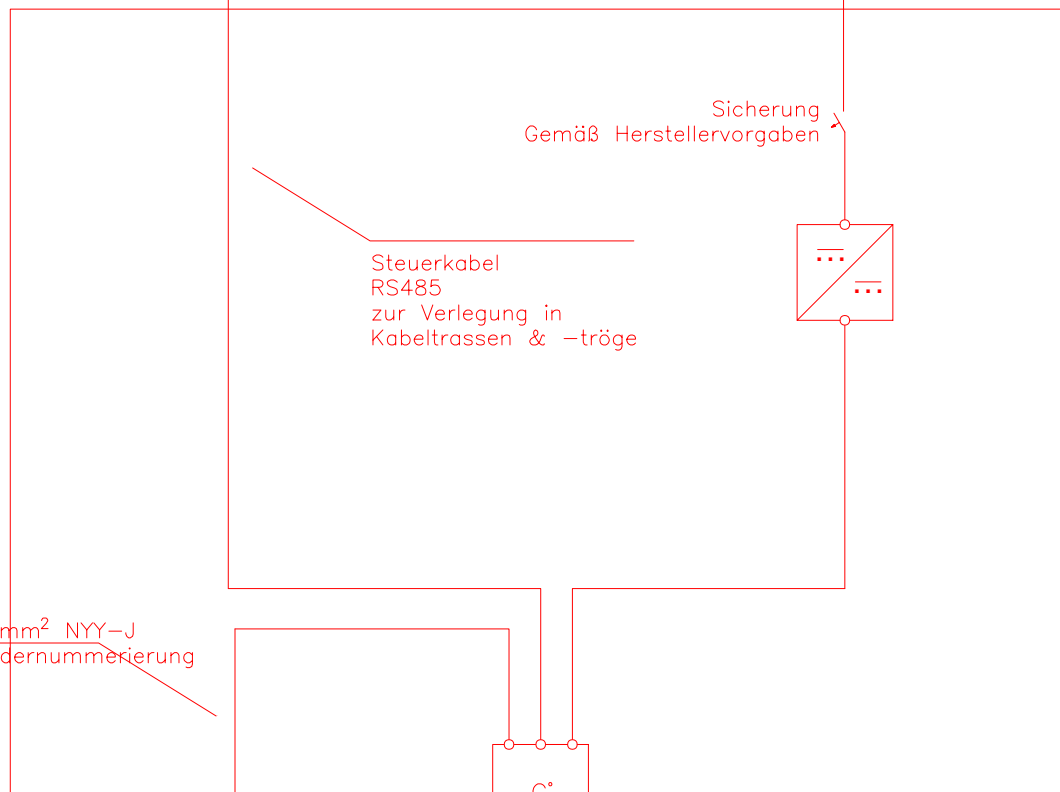 Sicherung
Gemäß Herstellervorgaben
Steuerkabel
RS485
zur Verlegung in
Kabeltrassen & –tröge
mm² NYY–J
dernummerierung
C°